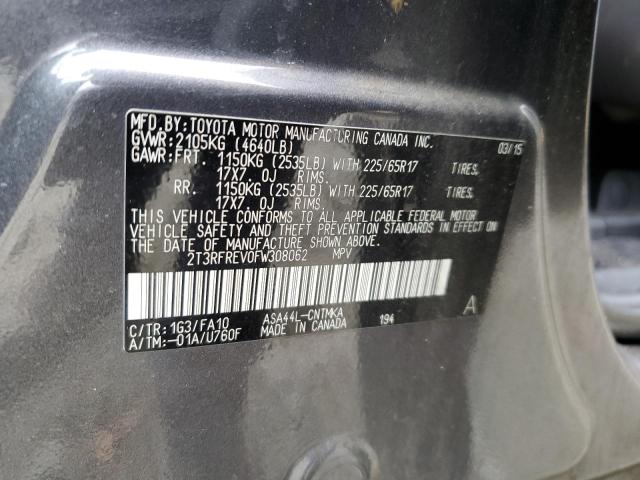 MFD. BY: TOYOTA MOTOR MANUFACTURING CANADA INC.
GVWR: 2105KG (4640LB) 03/15
GAWR: FRT. 1150KG (2535LB) WITH 225/65R17 TIRES,
17X7.0J RIMS,
RR. 1150KG (2535LB) WITH 225/65R17 TIRES,
17X7.0J RIMS,
THIS VEHICLE CONFORMS TO ALL APPLICABLE FEDERAL MOTOR
VEHICLE SAFETY AND THEFT PREVENTION STANDARDS IN EFFECT
ON THE DATE OF MANUFACTURE SHOWN ABOVE.
2T3RFREV0FW308062 MPV
A
C/TR: 1G3/FA10 ASA44L-CNTMKA
A/TM: -01A/U760F MADE IN CANADA 194